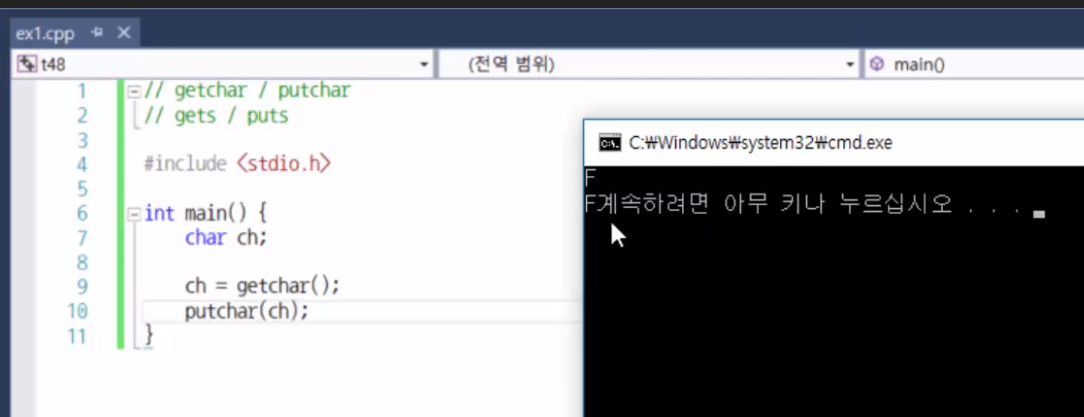 ex1.cpp
t48
(전역 범위)
main()
1 // getchar / putchar
2 // gets / puts
3
4 #include <stdio.h>
5
6 int main() {
7 char ch;
8
9 ch = getchar();
10 putchar(ch);
11 }
C:₩Windows₩system32₩cmd.exe
F
F계속하려면 아무 키나 누르십시오 . . .